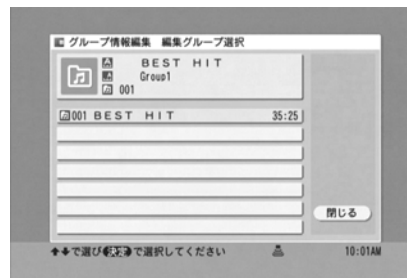 グループ情報編集 編集グループ選択
A BEST HIT
Group1
001
001 BEST HIT 35:25
閉じる
↑↓で選び決定で選択してください 10:01AM